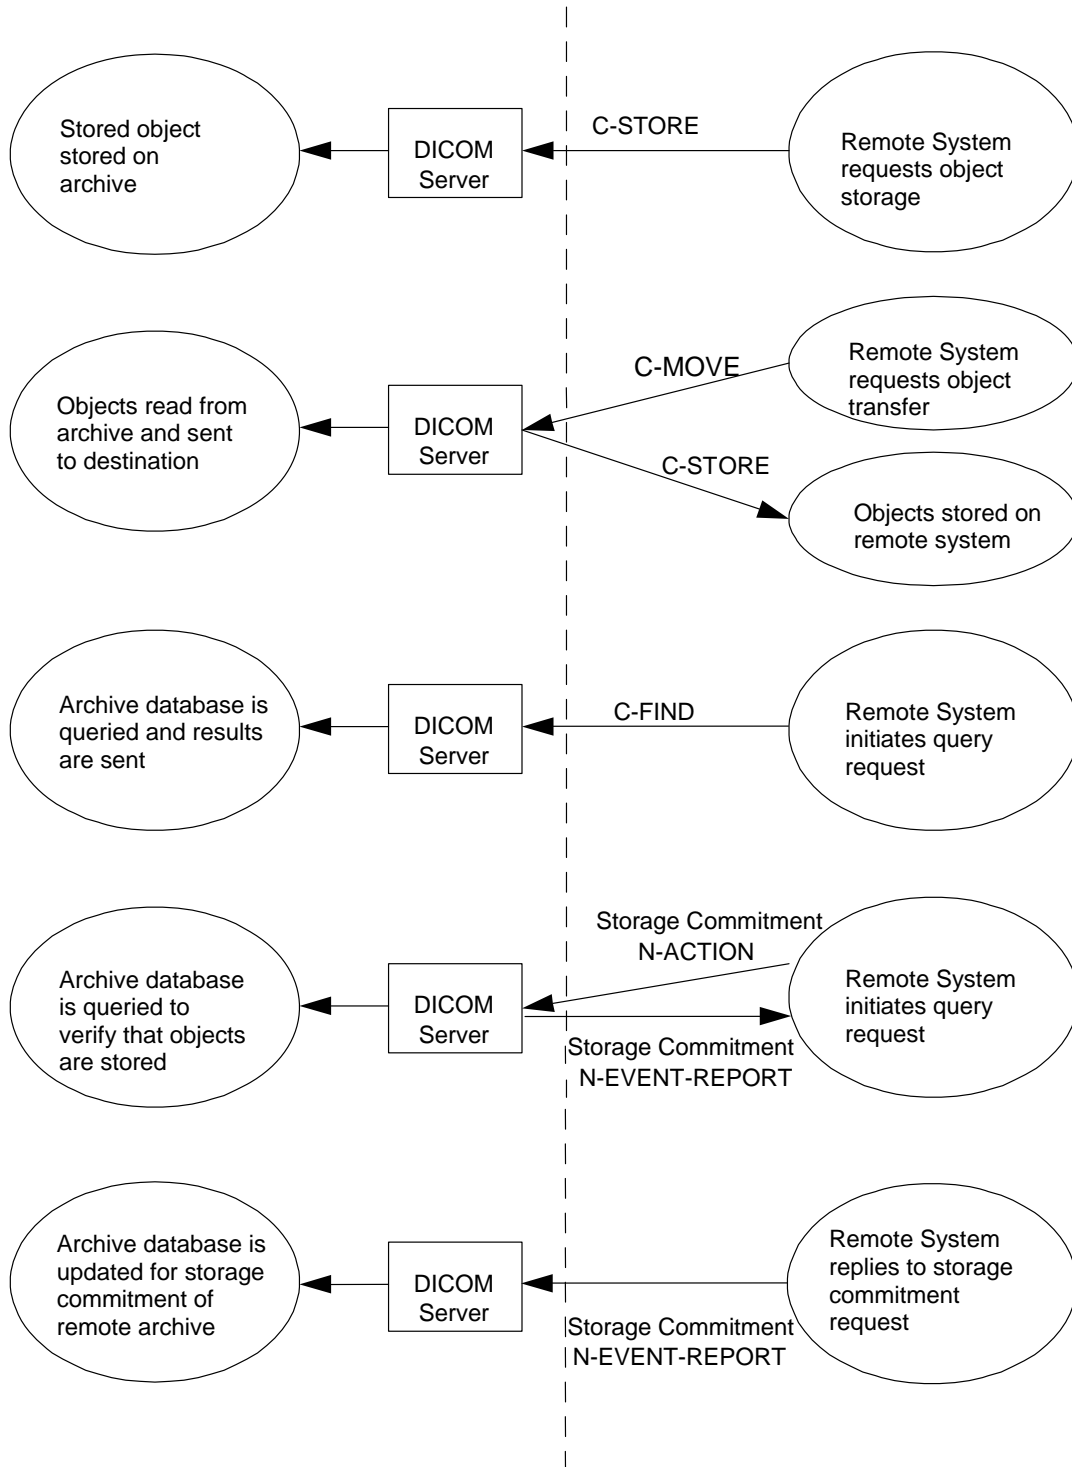 Stored object
stored on
archive
DICOM
Server
C-STORE
Remote System
requests object
storage
Objects read from
archive and sent
to destination
DICOM
Server
C-MOVE
C-STORE
Remote System
requests object
transfer
Objects stored on
remote system
Archive database is
queried and results
are sent
DICOM
Server
C-FIND
Remote System
initiates query
request
Archive database
is queried to
verify that objects
are stored
DICOM
Server
Storage Commitment
N-ACTION
Storage Commitment
N-EVENT-REPORT
Remote System
initiates query
request
Archive database is
updated for storage
commitment of
remote archive
DICOM
Server
Storage Commitment
N-EVENT-REPORT
Remote System
replies to storage
commitment
request